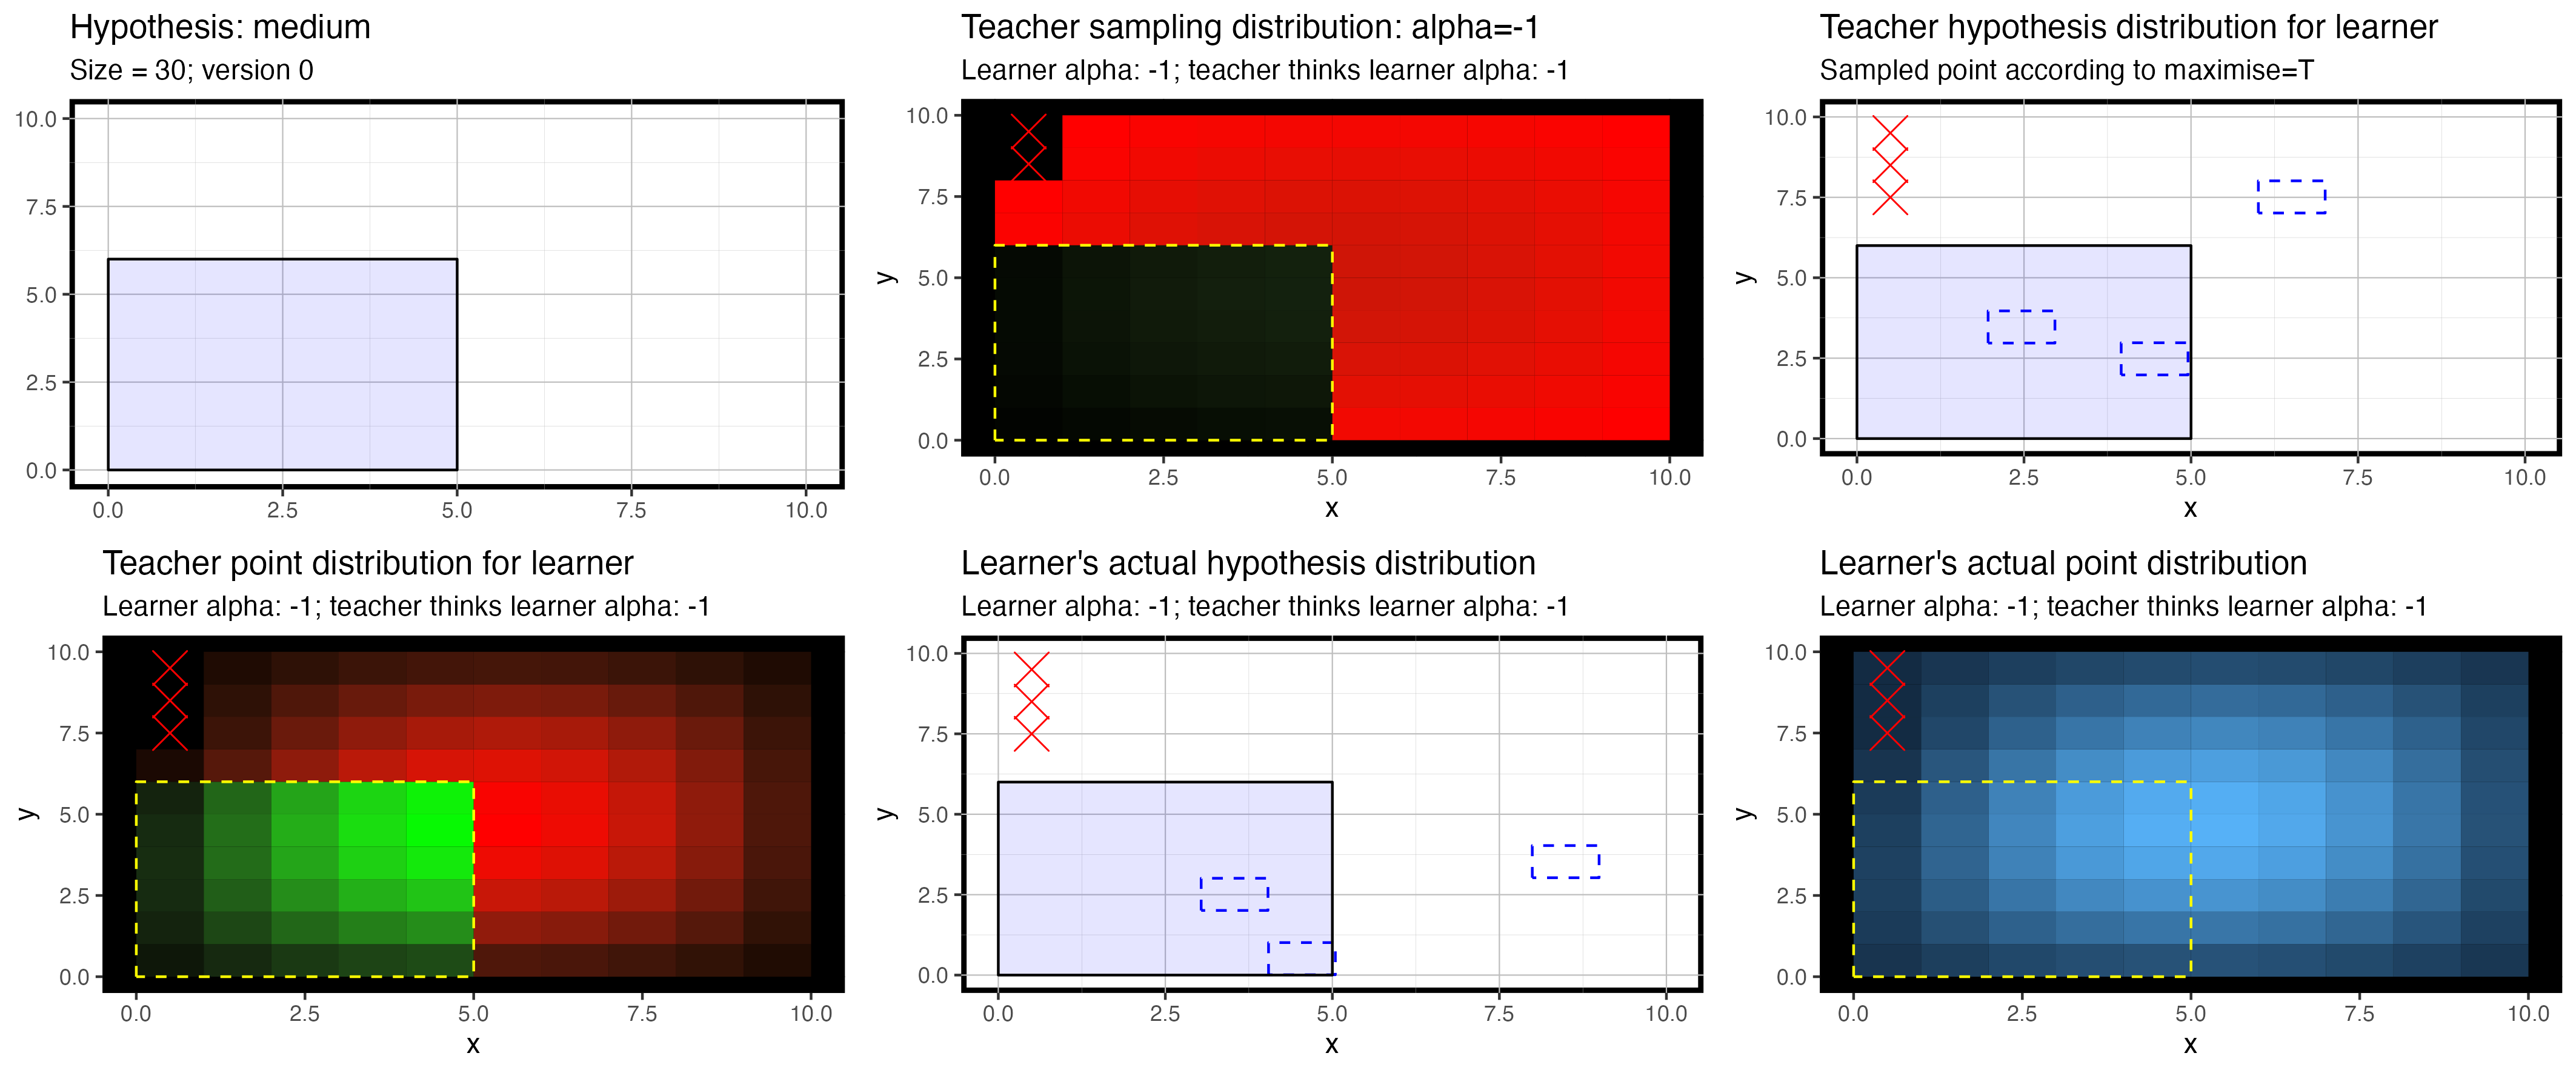 Hypothesis: medium
Size = 30; version 0
10.0
7.5
5.0
2.5
0.0
0.0 2.5 5.0 7.5 10.0
Teacher sampling distribution: alpha=-1
Learner alpha: -1; teacher thinks learner alpha: -1
10.0
7.5
y
5.0
2.5
0.0
0.0 2.5 5.0 7.5 10.0
x
Teacher hypothesis distribution for learner
Sampled point according to maximise=T
10.0
7.5
y
5.0
2.5
0.0
0.0 2.5 5.0 7.5 10.0
x
Teacher point distribution for learner
Learner alpha: -1; teacher thinks learner alpha: -1
10.0
7.5
y
5.0
2.5
0.0
0.0 2.5 5.0 7.5 10.0
x
Learner's actual hypothesis distribution
Learner alpha: -1; teacher thinks learner alpha: -1
10.0
7.5
y
5.0
2.5
0.0
0.0 2.5 5.0 7.5 10.0
x
Learner's actual point distribution
Learner alpha: -1; teacher thinks learner alpha: -1
10.0
7.5
y
5.0
2.5
0.0
0.0 2.5 5.0 7.5 10.0
x